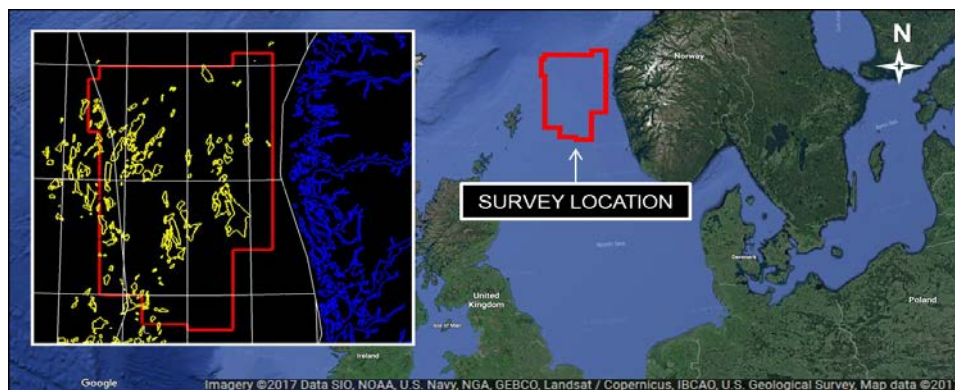 N
Norway
SURVEY LOCATION
North Sea
Denmark
United
Kingdom
Isle of Man
Poland
Ireland
Google
Imagery ©2017 Data SIO, NOAA, U.S. Navy, NGA, GEBCO, Landsat / Copernicus, IBCAO, U.S. Geological Survey, Map data ©201